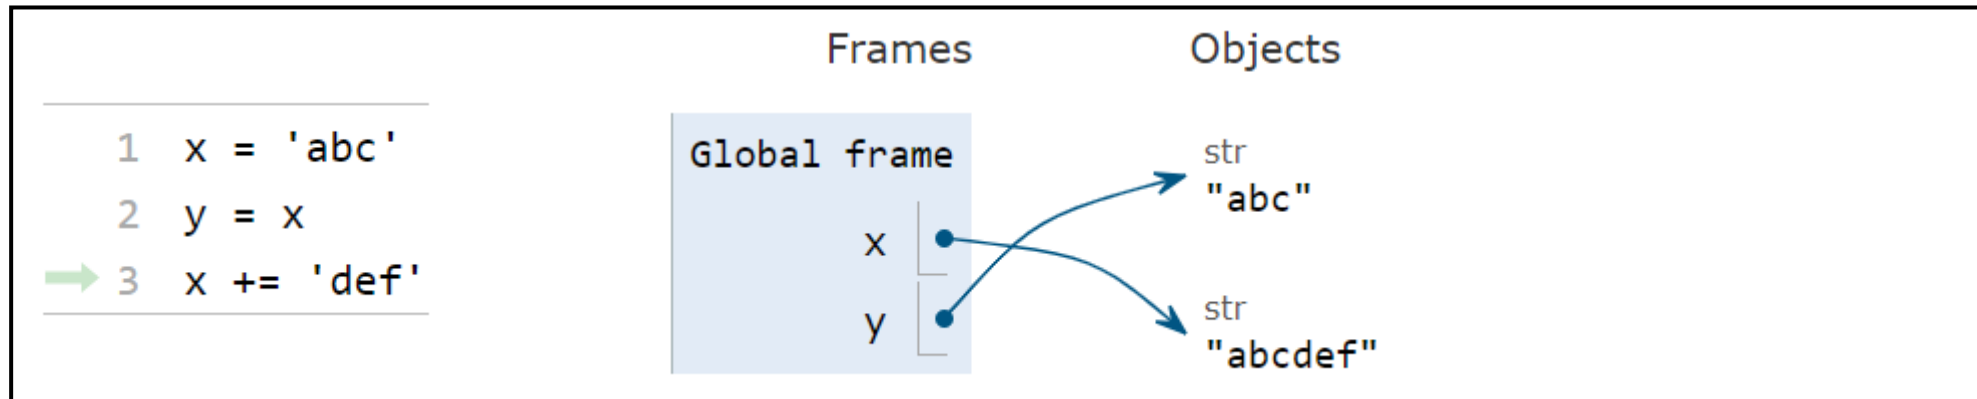 Frames Objects
1 x = 'abc'
2 y = x
3 x += 'def'
Global frame
x
y
str
"abc"
str
"abcdef"